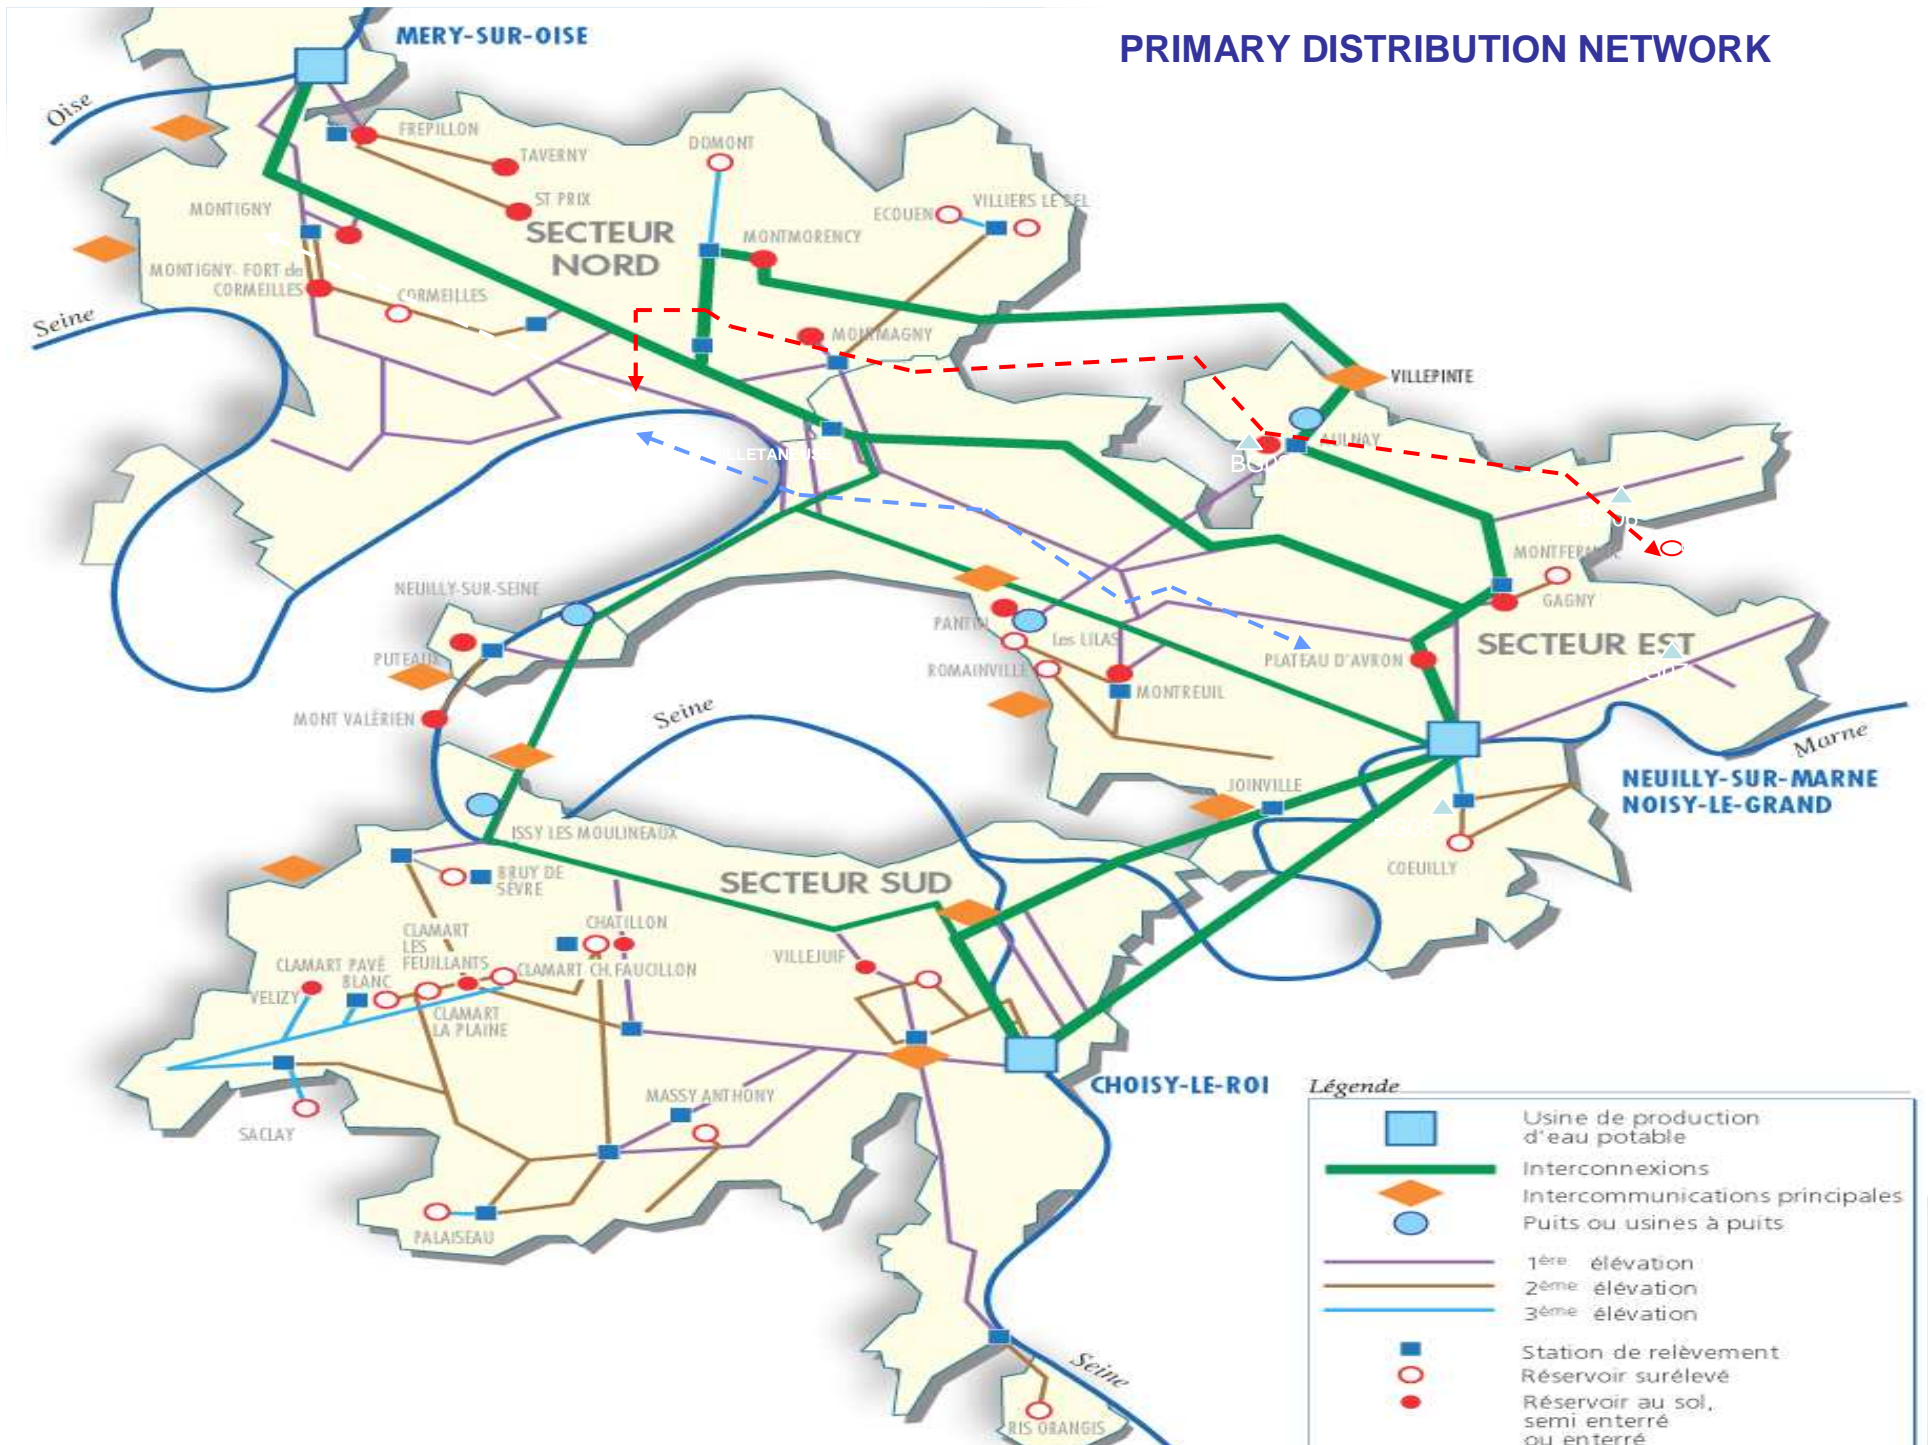 MERY-SUR-OISE
PRIMARY DISTRIBUTION NETWORK
Oise
FREPILLON
TAVERNY
DOMONT
ST PRIX
MONTIGNY
SECTEUR
NORD
ECOUEN
VILLIERS LE BEL
MONTMORENCY
MONTIGNY- FORT de
CORMEILLES
CORMEILLES
Seine
MONTMAGNY
VILLEPINTE
AULNAY
LLETANEUSE
BG06
MONTFERMEIL
GAGNY
NEUILLY-SUR-SEINE
PANTIN
Les LILAS
SECTEUR EST
PUTEAUX
ROMAINVILLE
PLATEAU D'AVRON
MONTREUIL
MONT VALÉRIEN
Seine
Marne
NEUILLY-SUR-MARNE
NOISY-LE-GRAND
JOINVILLE
ISSY LES MOULINEAUX
COEUILLY
BRUY DE
SÈVRE
SECTEUR SUD
CLAMART
LES
FEUILLANTS
CHATILLON
VILLEJUIF
CLAMART PAVÉ
BLANC
CLAMART CH.FAUCILLON
VELIZY
CLAMART
LA PLAINE
MASSY ANTHONY
CHOISY-LE-ROI
SACLAY
PALAISEAU
Seine
RIS ORANGIS
Légende
Usine de production
d'eau potable
Interconnexions
Intercommunications principales
Puits ou usines à puits
1ère élévation
2ème élévation
3ème élévation
Station de relèvement
Réservoir surélevé
Réservoir au sol,
semi enterré
ou enterré